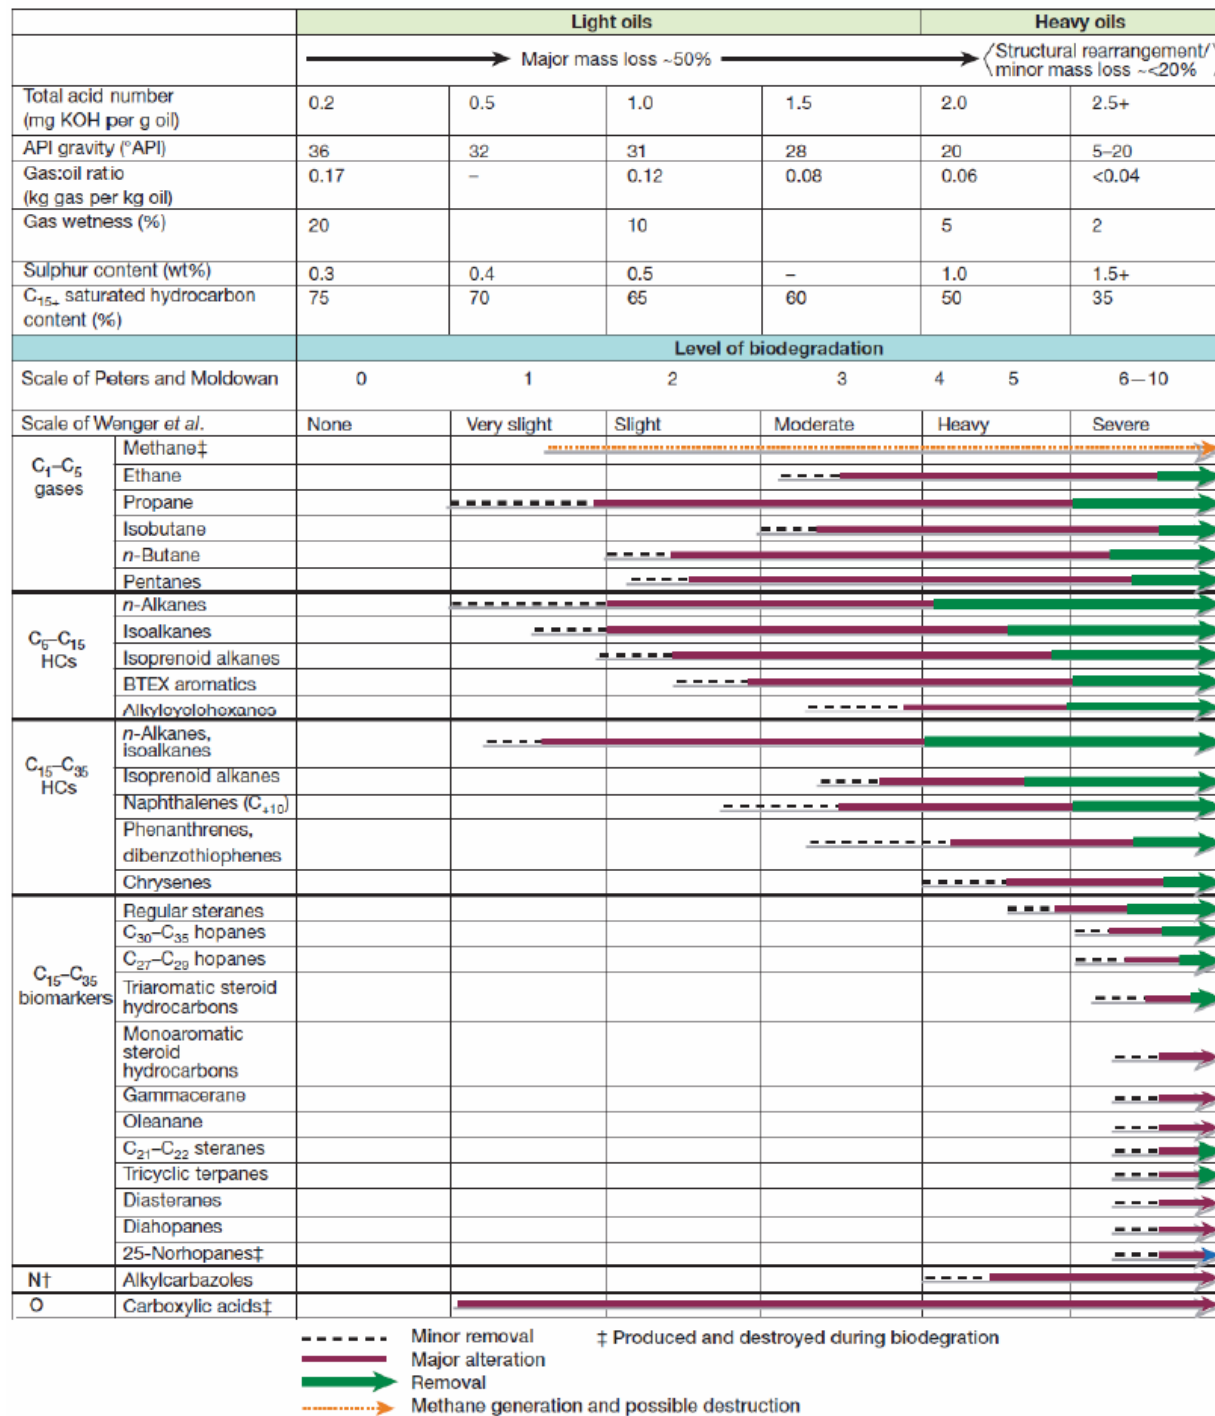 Light oils Heavy oils
Major mass loss ~50% Structural rearrangement/
minor mass loss ~<20%
Total acid number
(mg KOH per g oil) 0.2 0.5 1.0 1.5 2.0 2.5+
API gravity (°API) 36 32 31 28 20 5–20
Gas:oil ratio
(kg gas per kg oil) 0.17 – 0.12 0.08 0.06 <0.04
Gas wetness (%) 20 10 5 2
Sulphur content (wt%) 0.3 0.4 0.5 – 1.0 1.5+
C15+ saturated hydrocarbon
content (%) 75 70 65 60 50 35
Level of biodegradation
Scale of Peters and Moldowan 0 1 2 3 4 5 6—10
Scale of Wenger et al. None Very slight Slight Moderate Heavy Severe
C1–C5
gases
Methane‡
Ethane
Propane
Isobutane
n-Butane
Pentanes
C6–C15
HCs
n-Alkanes
Isoalkanes
Isoprenoid alkanes
BTEX aromatics
Alkylcyclohexanes
C15–C35
HCs
n-Alkanes,
isoalkanes
Isoprenoid alkanes
Naphthalenes (C+10)
Phenanthrenes,
dibenzothiophenes
Chrysenes
C15–C35
biomarkers
Regular steranes
C30–C35 hopanes
C27–C29 hopanes
Triaromatic steroid
hydrocarbons
Monoaromatic
steroid
hydrocarbons
Gammacerane
Oleanane
C21–C22 steranes
Tricyclic terpanes
Diasteranes
Diahopanes
25-Norhopanes‡
N† Alkylcarbazoles
O Carboxylic acids‡
Minor removal ‡ Produced and destroyed during biodegration
Major alteration
Removal
Methane generation and possible destruction